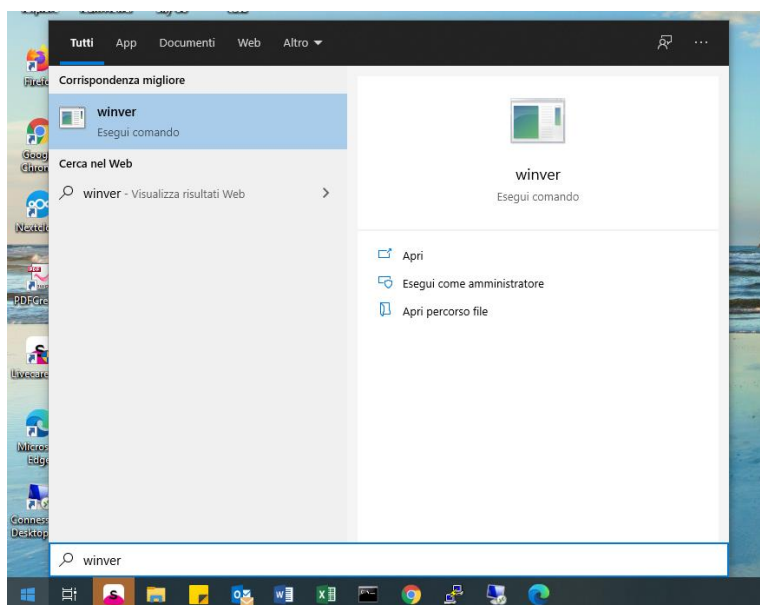 Tutti App Documenti Web Altro
Corrispondenza migliore
winver
Esegui comando
Cerca nel Web
winver - Visualizza risultati Web
winver
Esegui comando
Apri
Esegui come amministratore
Apri percorso file
Firefo
Goog
Chron
Nextclo
PDFGre
Livecare
Micros
Edge
Conness
Desktop
winver